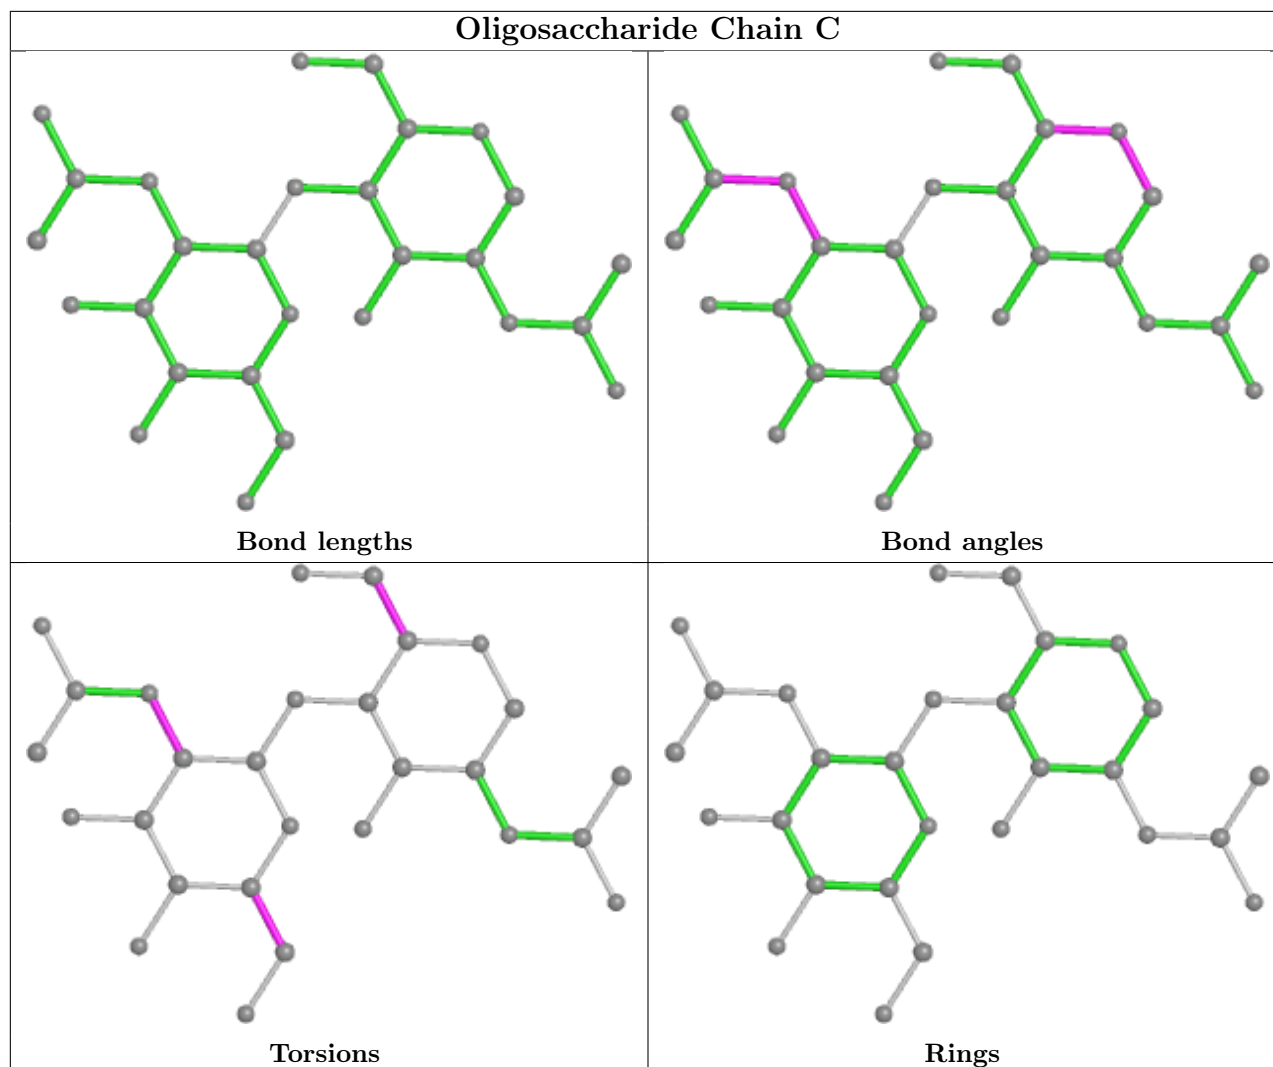 Oligosaccharide Chain C
Bond lengths
Bond angles
Torsions
Rings